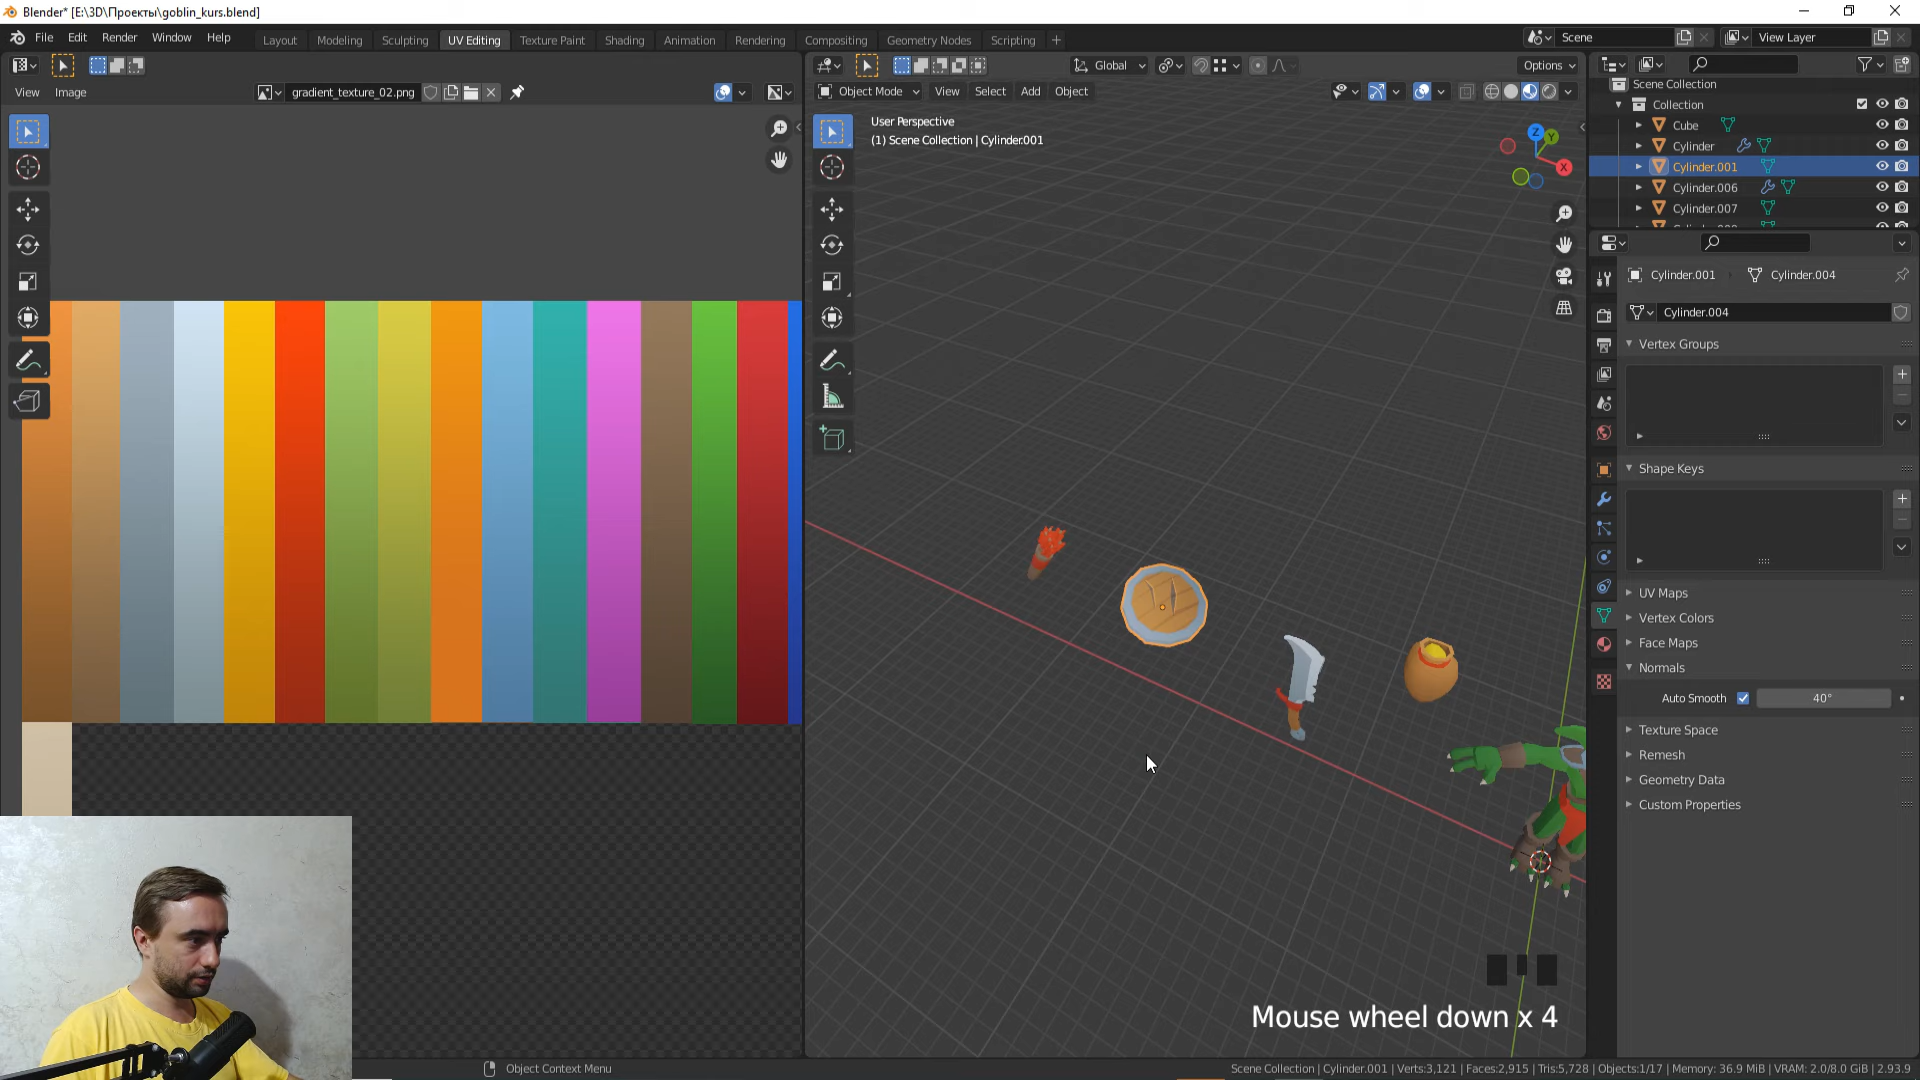 Blender* [E:\3D\Проекты\goblin_kurs.blend]
File Edit Render Window Help
Layout Modeling Sculpting UV Editing Texture Paint Shading Animation Rendering Compositing Geometry Nodes Scripting +
Scene View Layer
Global Options
View Image gradient_texture_02.png
Object Mode View Select Add Object
User Perspective
(1) Scene Collection | Cylinder.001
Z Y X
Scene Collection
Collection
Cube
Cylinder
Cylinder.001
Cylinder.006
Cylinder.007
Cylinder.001 Cylinder.004
Cylinder.004
Vertex Groups
Shape Keys
UV Maps
Vertex Colors
Face Maps
Normals
Auto Smooth 40°
Texture Space
Remesh
Geometry Data
Custom Properties
Mouse wheel down x 4
Object Context Menu
Scene Collection | Cylinder.001 | Verts:3,121 | Faces:2,915 | Tris:5,728 | Objects:1/17 | Memory: 36.9 MiB | VRAM: 2.0/8.0 GiB | 2.93.9